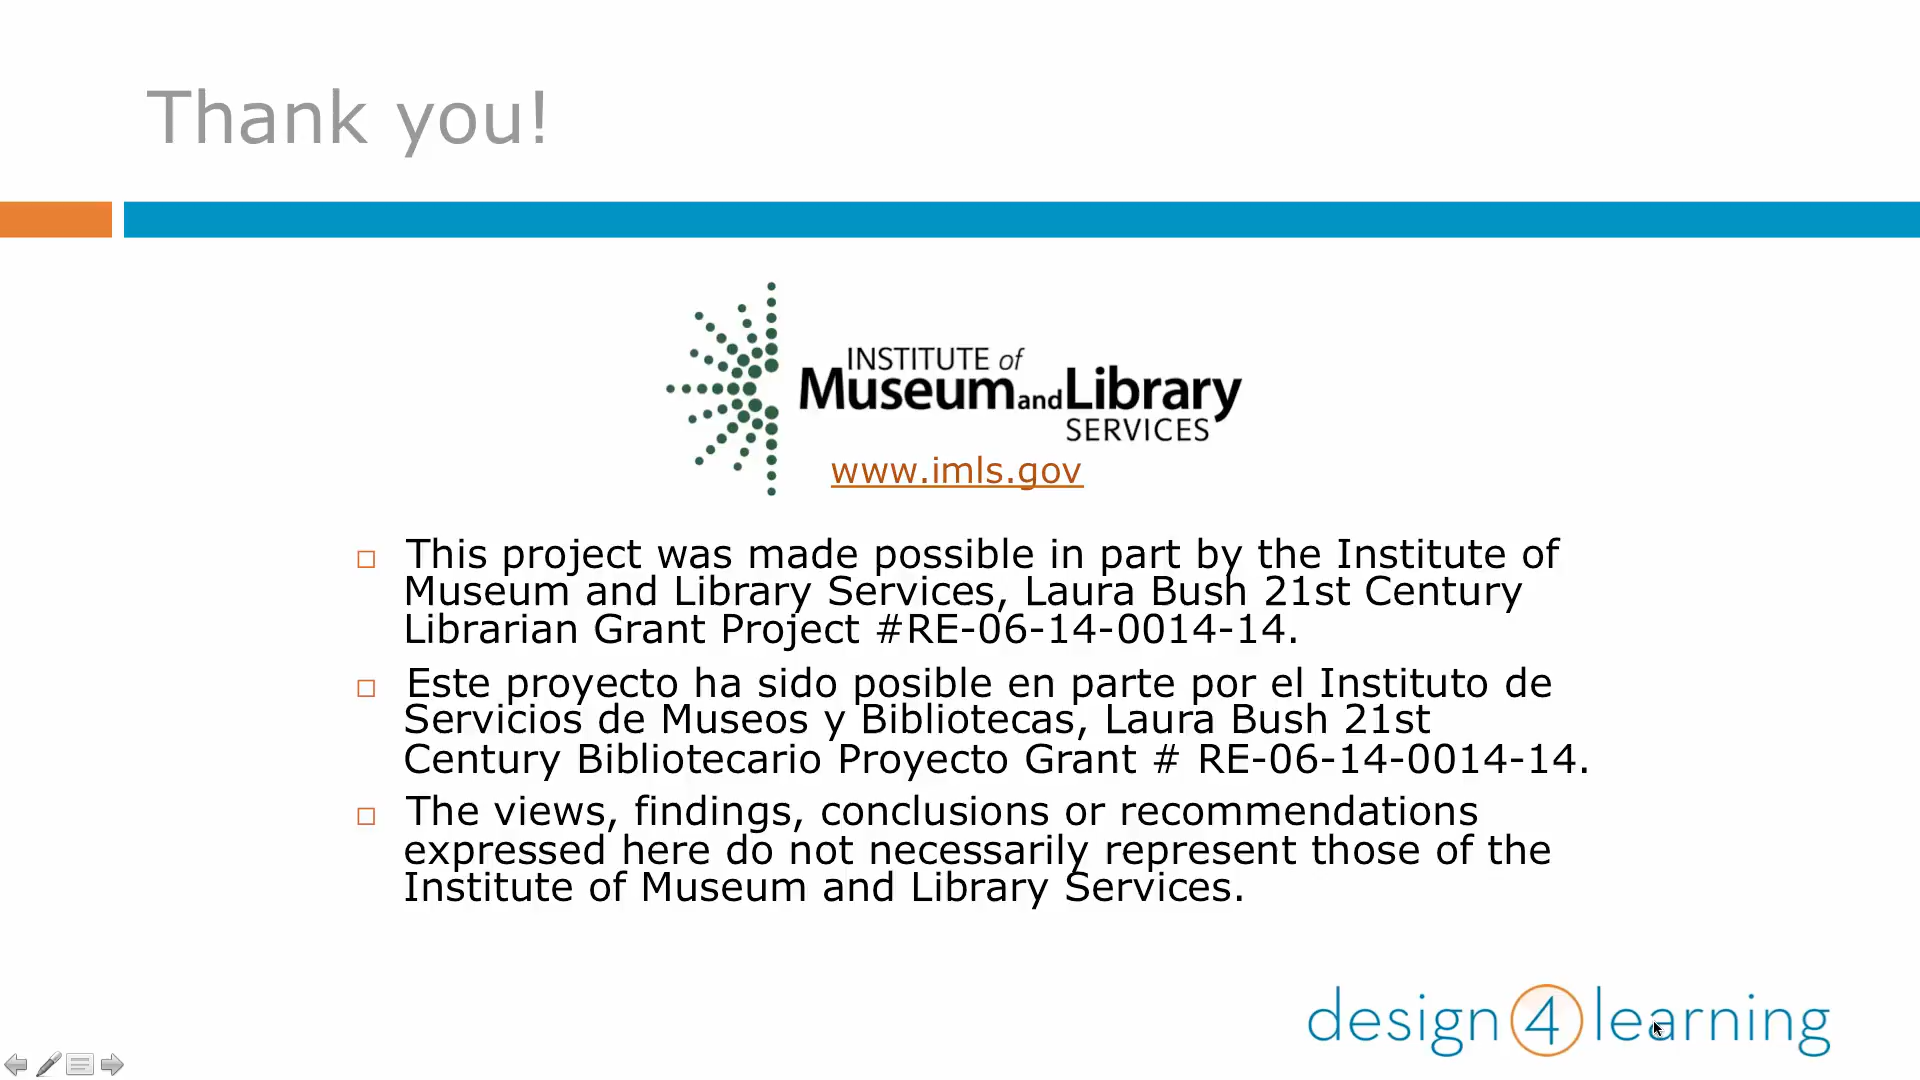 Thank you!
INSTITUTE of
Museum and Library
SERVICES
www.imls.gov
This project was made possible in part by the Institute of
Museum and Library Services, Laura Bush 21st Century
Librarian Grant Project #RE-06-14-0014-14.
Este proyecto ha sido posible en parte por el Instituto de
Servicios de Museos y Bibliotecas, Laura Bush 21st
Century Bibliotecario Proyecto Grant # RE-06-14-0014-14.
The views, findings, conclusions or recommendations
expressed here do not necessarily represent those of the
Institute of Museum and Library Services.
design 4 learning